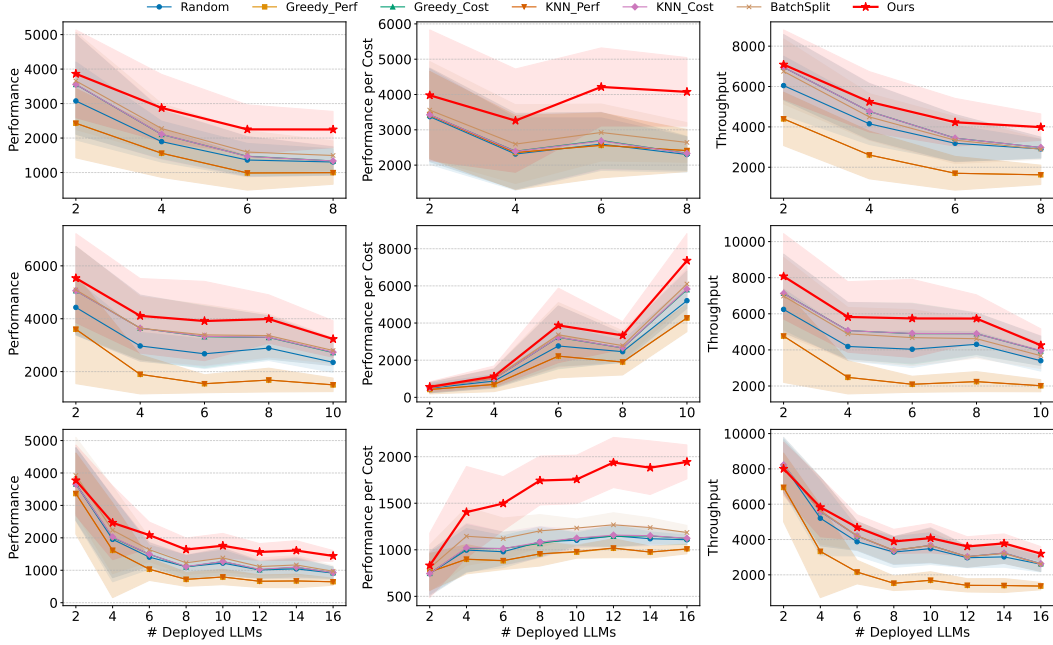 Random Greedy_Perf Greedy_Cost KNN_Perf KNN_Cost BatchSplit Ours
Performance
5000
4000
3000
2000
1000
2 4 6 8
Performance per Cost
6000
5000
4000
3000
2000
2 4 6 8
Throughput
8000
6000
4000
2000
2 4 6 8
Performance
6000
4000
2000
2 4 6 8 10
Performance per Cost
8000
6000
4000
2000
0
2 4 6 8 10
Throughput
10000
8000
6000
4000
2000
2 4 6 8 10
Performance
5000
4000
3000
2000
1000
0
2 4 6 8 10 12 14 16
# Deployed LLMs
Performance per Cost
2000
1500
1000
500
2 4 6 8 10 12 14 16
# Deployed LLMs
Throughput
10000
8000
6000
4000
2000
2 4 6 8 10 12 14 16
# Deployed LLMs